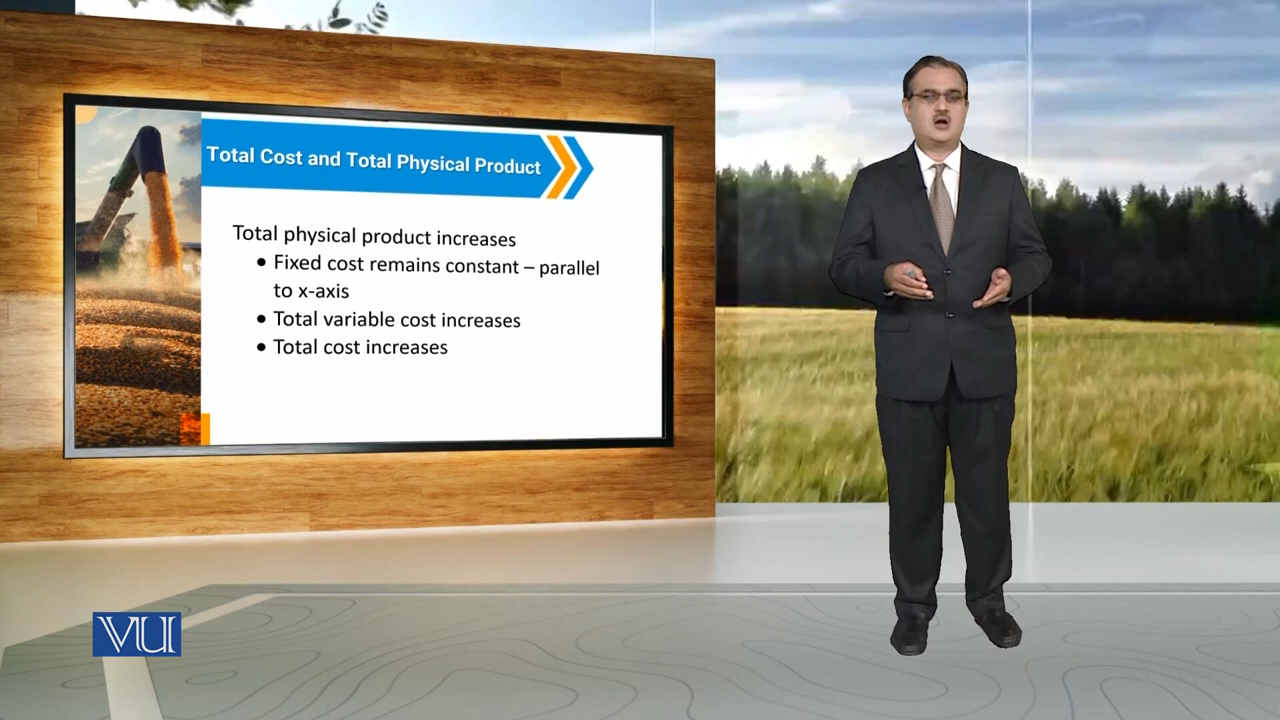 Total Cost and Total Physical Product
Total physical product increases
● Fixed cost remains constant – parallel
to x-axis
● Total variable cost increases
● Total cost increases
VU